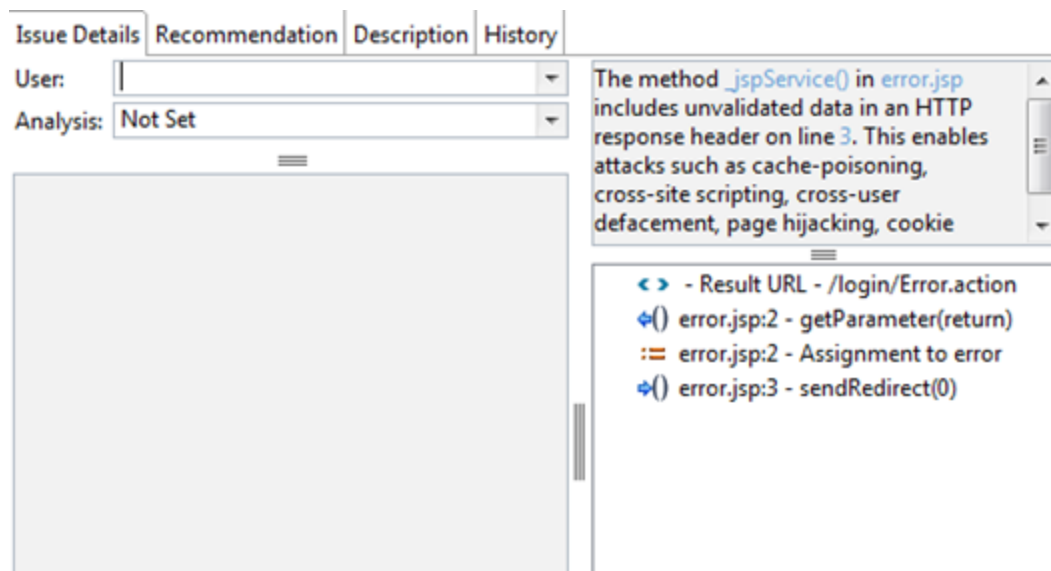 Issue Details Recommendation Description History
User:
Analysis: Not Set
The method _jspService() in error.jsp
includes unvalidated data in an HTTP
response header on line 3. This enables
attacks such as cache-poisoning,
cross-site scripting, cross-user
defacement, page hijacking, cookie
< > - Result URL - /login/Error.action
() error.jsp:2 - getParameter(return)
:= error.jsp:2 - Assignment to error
() error.jsp:3 - sendRedirect(0)